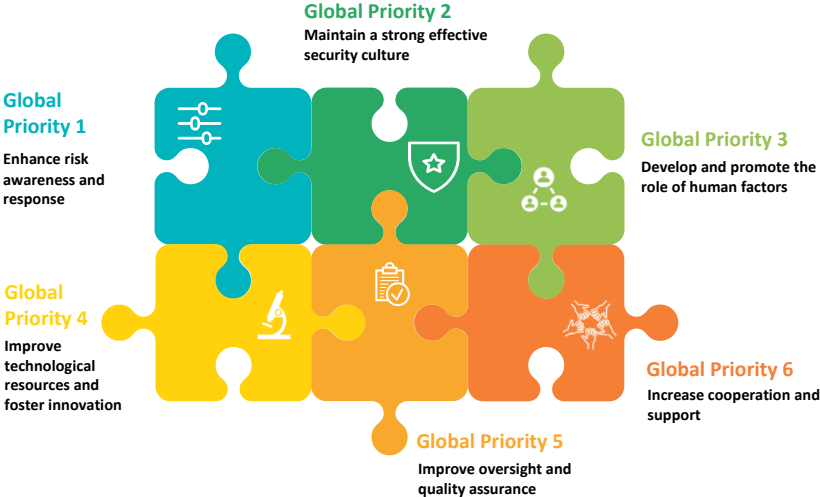 Global Priority 2
Maintain a strong effective
security culture
Global
Priority 1
Enhance risk
awareness and
response
Global Priority 3
Develop and promote the
role of human factors
Global
Priority 4
Improve
technological
resources and
foster innovation
Global Priority 6
Increase cooperation and
support
Global Priority 5
Improve oversight and
quality assurance